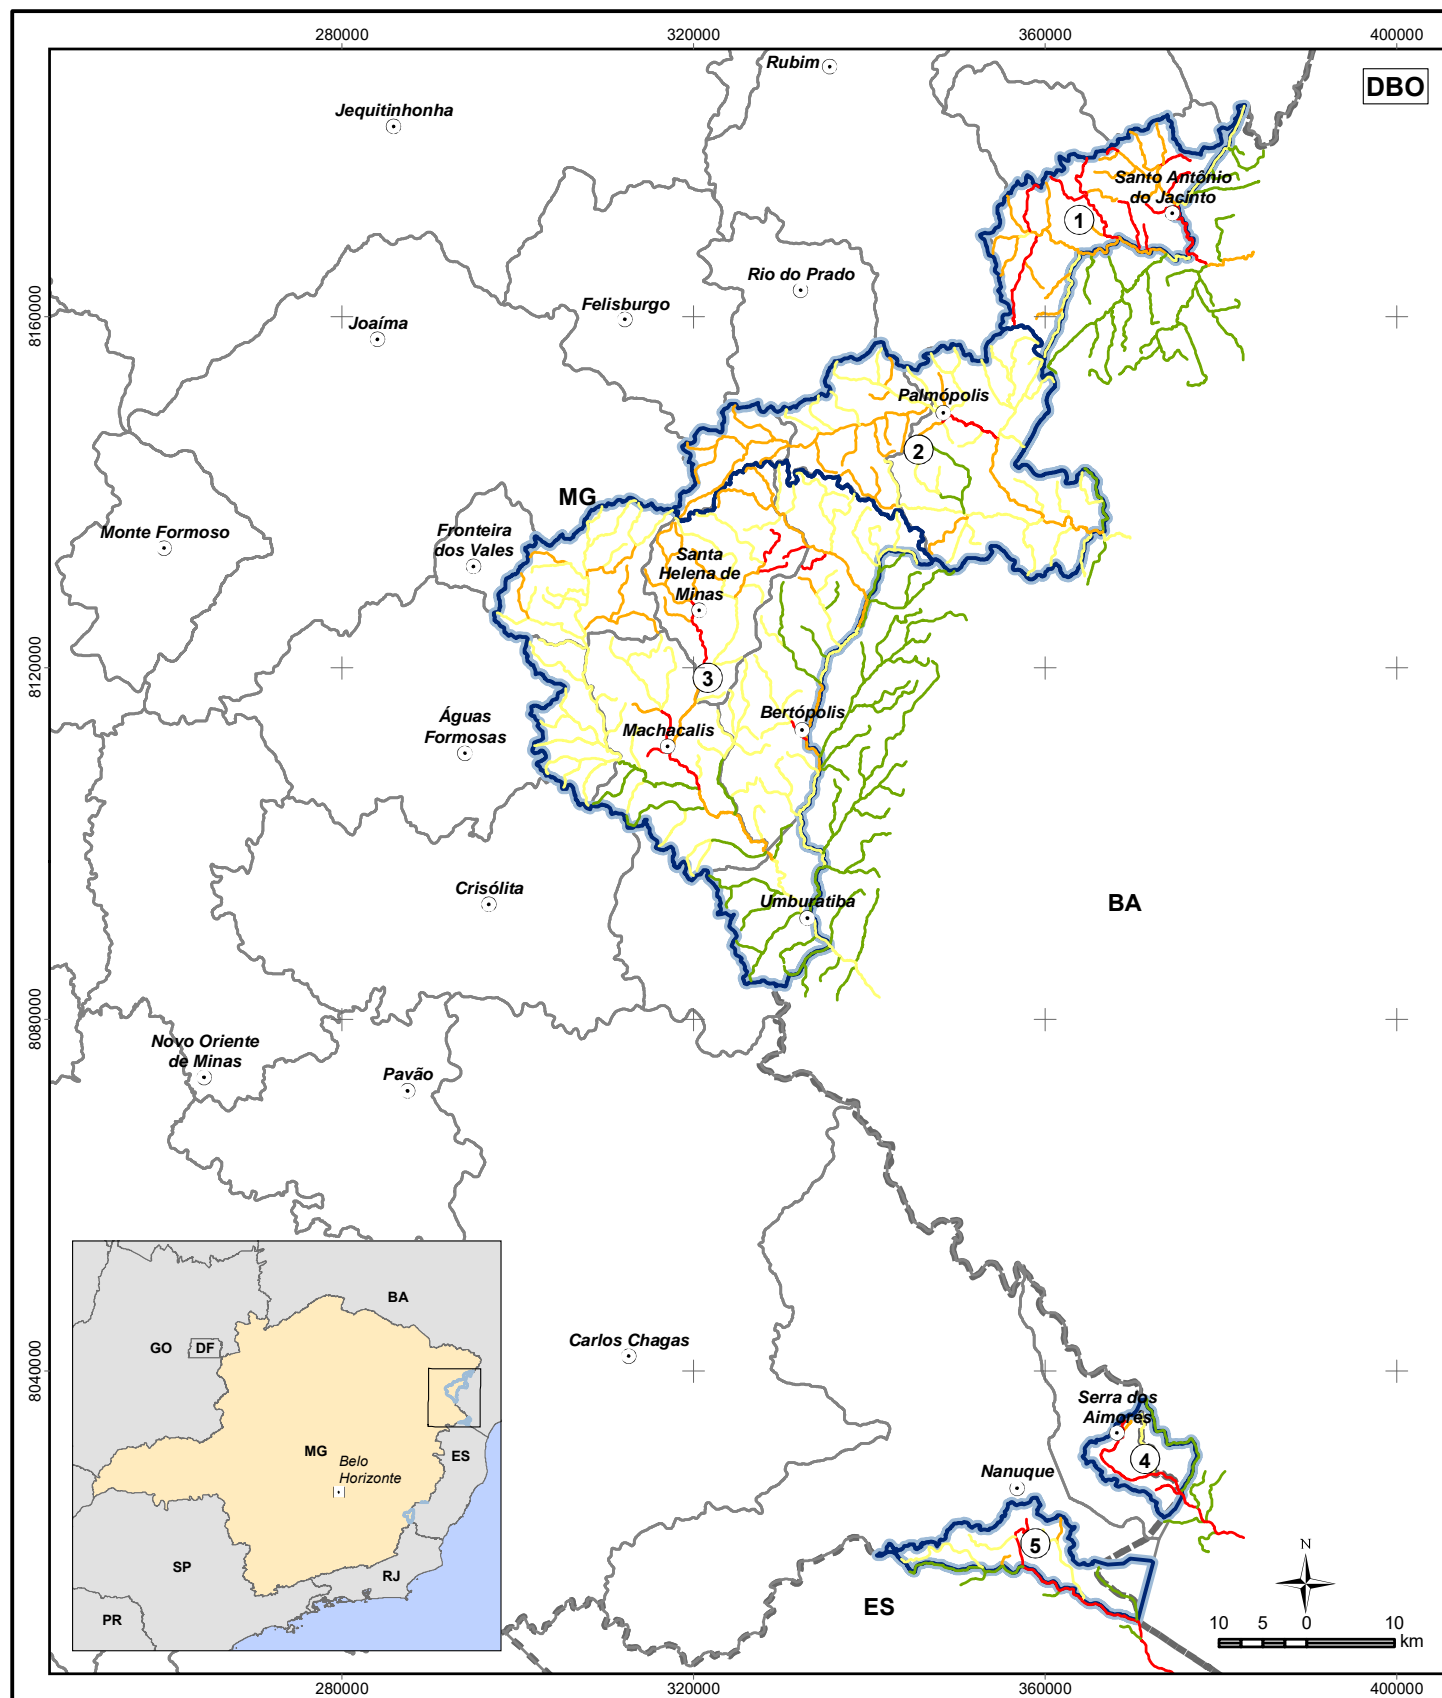 280000
320000
360000
400000
DBO
Rubim
Jequitinhonha
Santo Antônio
do Jacinto
1
Rio do Prado
Felisburgo
Joaíma
8160000
Palmópolis
2
MG
Monte Formoso
Fronteira
dos Vales
Santa
Helena de
Minas
8120000
3
Bertópolis
Águas
Formosas
Machacalis
Crisólita
Umburatiba
BA
8080000
Novo Oriente
de Minas
Pavão
BA
GO
DF
MG
Belo
Horizonte
ES
SP
RJ
PR
8040000
Carlos Chagas
Serra dos
Aimorés
4
Nanuque
5
ES
N
10 5 0 10
km
280000
320000
360000
400000